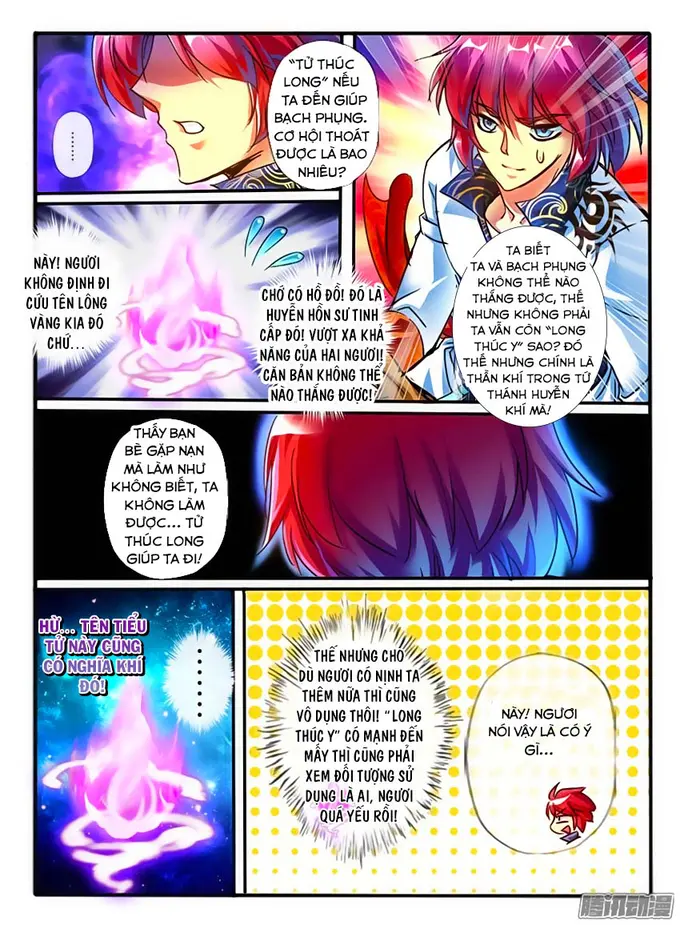 ......
"TỬ THÚC
LONG" NẾU
TA ĐẾN GIÚP
BẠCH PHỤNG.
CƠ HỘI THOÁT
ĐƯỢC LÀ BAO
NHIÊU?
NÀY! NGƯƠI
KHÔNG ĐỊNH ĐI
CỨU TÊN LÔNG
VÀNG KIA ĐÓ
CHỨ...
CHỚ CÓ HỒ ĐỒ! ĐÓ LÀ
HUYỄN HỒN SƯ TINH
CẤP ĐÓ! VƯỢT XA KHẢ
NĂNG CỦA HAI NGƯƠI!
CĂN BẢN KHÔNG THỂ
NÀO THẮNG ĐƯỢC!
TA BIẾT
TA VÀ BẠCH PHỤNG
KHÔNG THỂ NÀO
THẮNG ĐƯỢC, THẾ
NHƯNG KHÔNG PHẢI
TA VẪN CÒN "LONG
THÚC Y" SAO? ĐÓ
THẾ NHƯNG CHÍNH LÀ
THẦN KHÍ TRONG TỨ
THÁNH HUYỄN
KHÍ MÀ!
THẤY BẠN
BÈ GẶP NẠN
MÀ LÀM NHƯ
KHÔNG BIẾT, TA
KHÔNG LÀM
ĐƯỢC... TỬ
THÚC LONG
GIÚP TA ĐI!
HỪ... TÊN TIỂU
TỬ NÀY CŨNG
CÓ NGHĨA KHÍ
ĐÓ!
......
THẾ NHƯNG CHO
DÙ NGƯƠI CÓ NỊNH TA
THÊM NỮA THÌ CŨNG
VÔ DỤNG THÔI! "LONG
THÚC Y" CÓ MẠNH ĐẾN
MẤY THÌ CŨNG PHẢI
XEM ĐỐI TƯỢNG SỬ
DỤNG LÀ AI, NGƯƠI
QUÁ YẾU RỒI!
NÀY! NGƯƠI
NÓI VẬY LÀ CÓ Ý
GÌ...
腾讯动漫